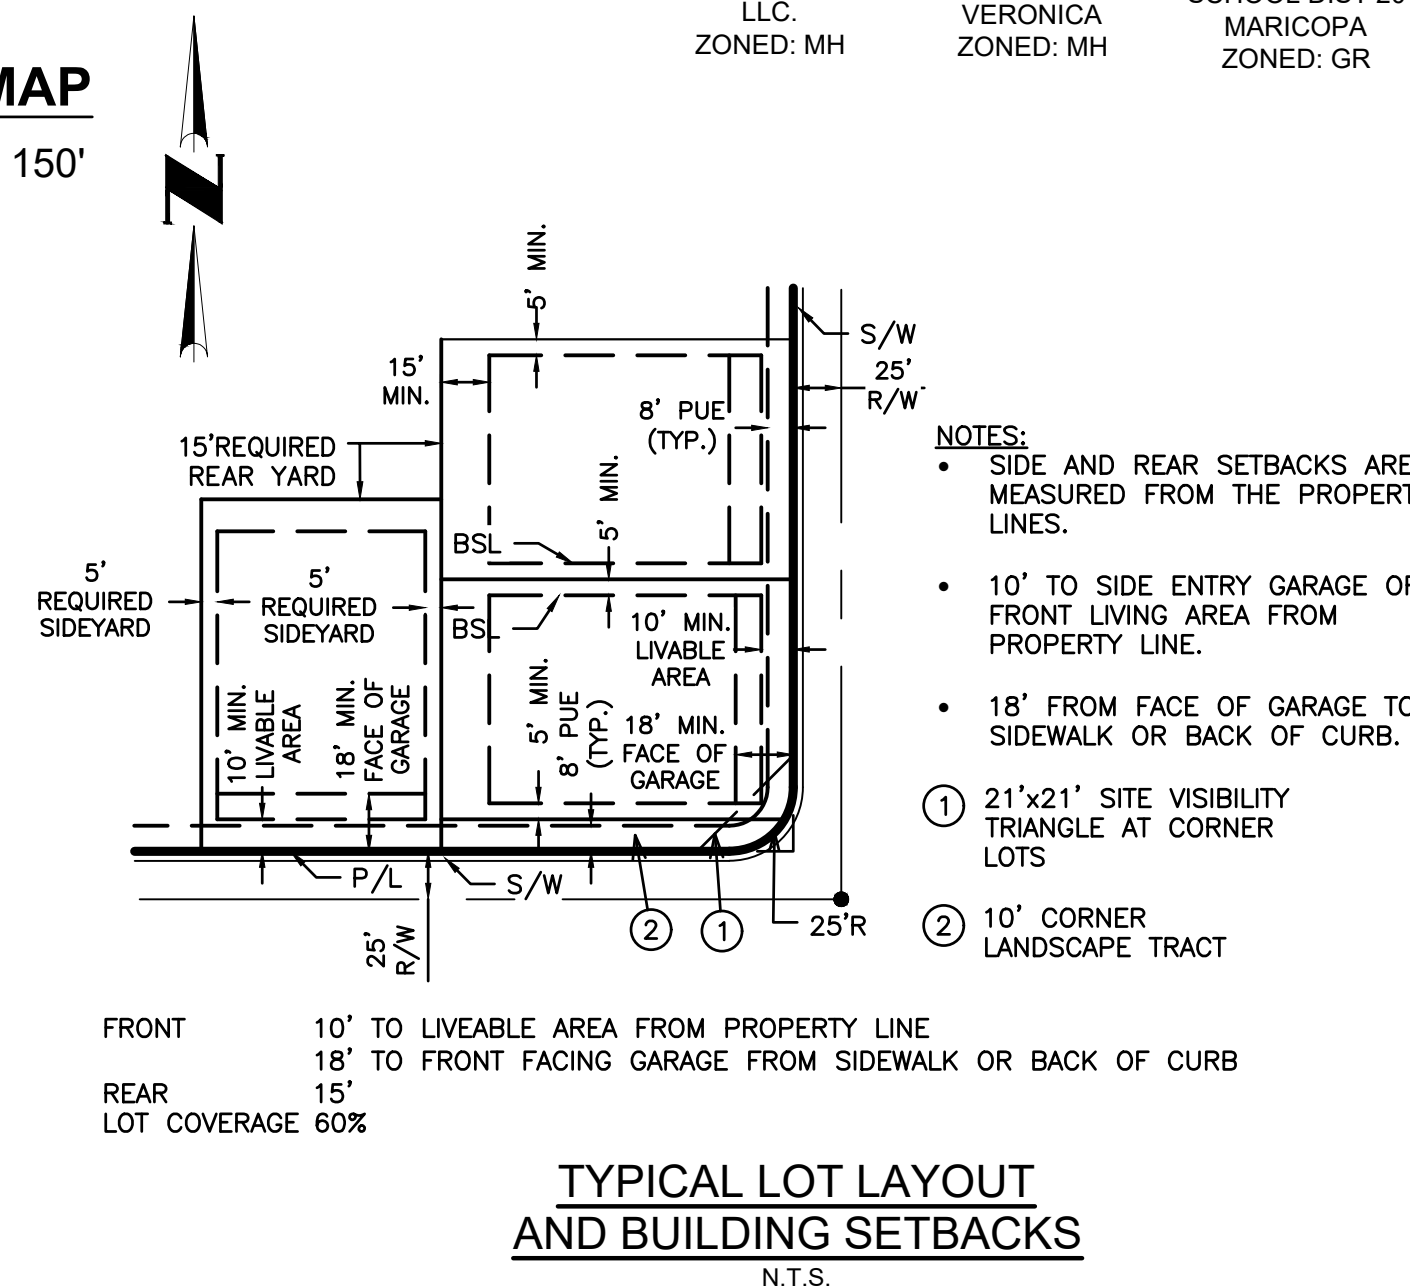 LLC.
ZONED: MH
VERONICA
ZONED: MH
MARICOPA
ZONED: GR
MAP
150'
N
5' MIN.
15'
MIN.
S/W
25'
R/W
8' PUE
(TYP.)
15'REQUIRED
REAR YARD
5' MIN.
BSL
5'
REQUIRED
SIDEYARD
5'
REQUIRED
SIDEYARD
BSL
10' MIN.
LIVABLE
AREA
10' MIN.
LIVABLE
AREA
18' MIN.
FACE OF
GARAGE
5' MIN.
8' PUE
(TYP.)
18' MIN.
FACE OF
GARAGE
P/L
S/W
25'
R/W
2
1
25'R
NOTES:
• SIDE AND REAR SETBACKS ARE
MEASURED FROM THE PROPERT
LINES.
• 10' TO SIDE ENTRY GARAGE OR
FRONT LIVING AREA FROM
PROPERTY LINE.
• 18' FROM FACE OF GARAGE TO
SIDEWALK OR BACK OF CURB.
1 21'x21' SITE VISIBILITY
TRIANGLE AT CORNER
LOTS
2 10' CORNER
LANDSCAPE TRACT
FRONT 10' TO LIVEABLE AREA FROM PROPERTY LINE
18' TO FRONT FACING GARAGE FROM SIDEWALK OR BACK OF CURB
REAR 15'
LOT COVERAGE 60%
TYPICAL LOT LAYOUT
AND BUILDING SETBACKS
N.T.S.